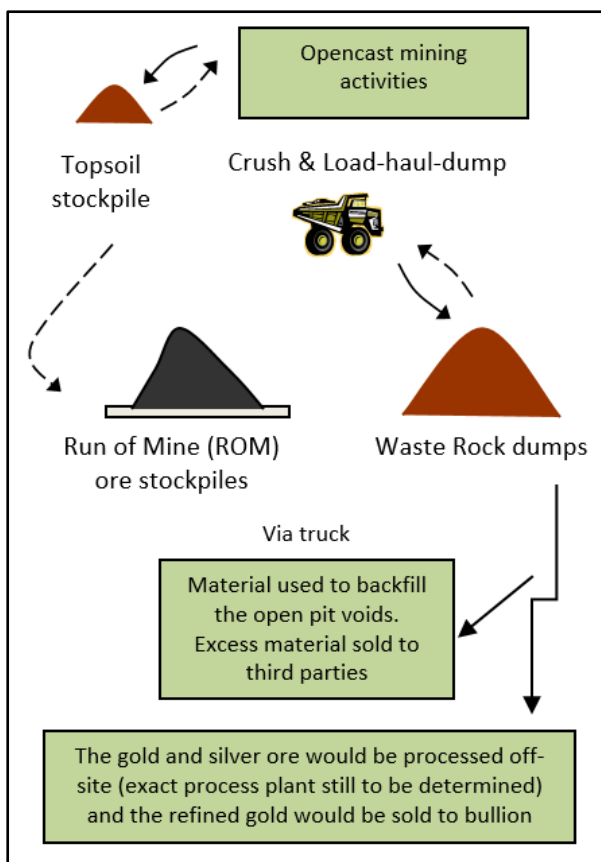 Opencast mining
activities
Topsoil
stockpile
Crush & Load-haul-dump
Run of Mine (ROM)
ore stockpiles
Waste Rock dumps
Via truck
Material used to backfill
the open pit voids.
Excess material sold to
third parties
The gold and silver ore would be processed off-
site (exact process plant still to be determined)
and the refined gold would be sold to bullion